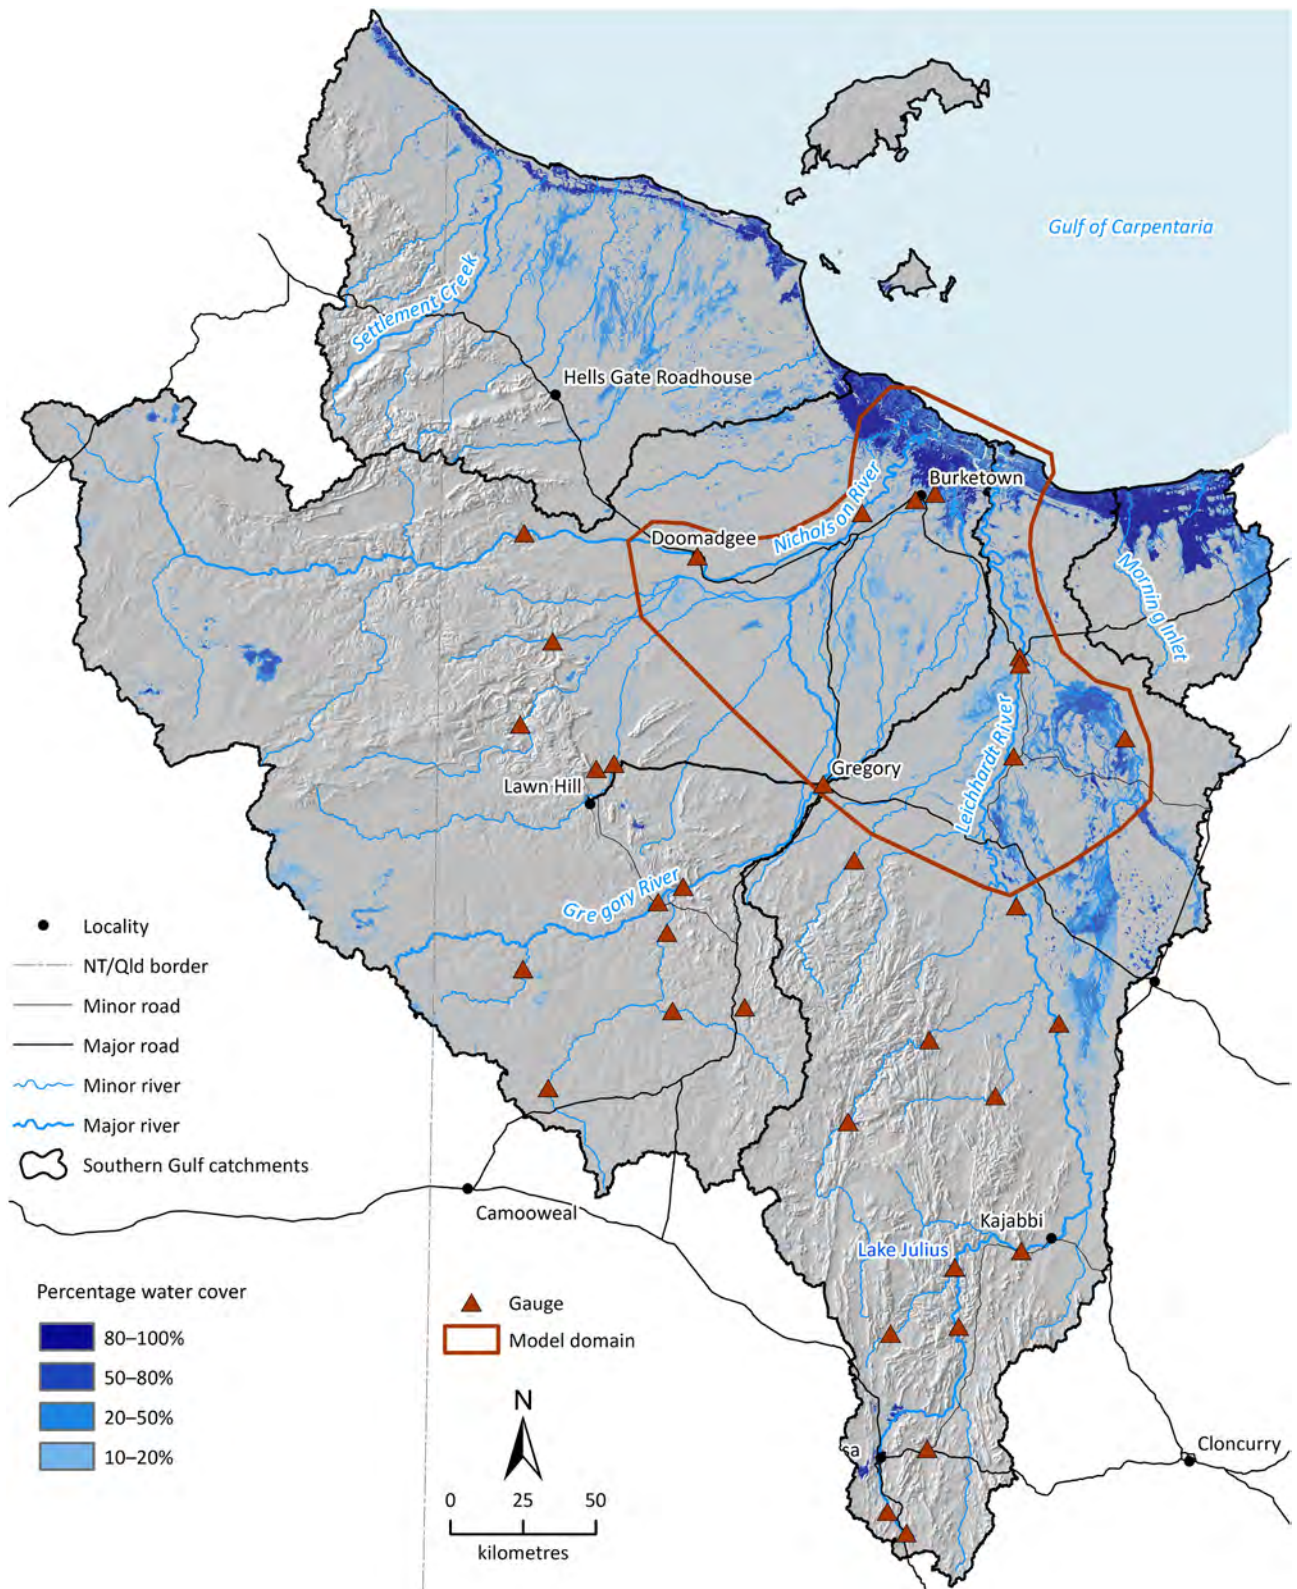 Gulf of Carpentaria
Settlement Creek
Hells Gate Roadhouse
Burketown
Nicholson River
Doomadgee
Morning Inlet
Leichhardt River
Gregory
Lawn Hill
Gregory River
Locality
NT/Qld border
Minor road
Major road
Minor river
Major river
Southern Gulf catchments
Camooweal
Kajabbi
Lake Julius
Percentage water cover
80–100%
50–80%
20–50%
10–20%
Gauge
Model domain
N
0 25 50
kilometres
sa
Cloncurry